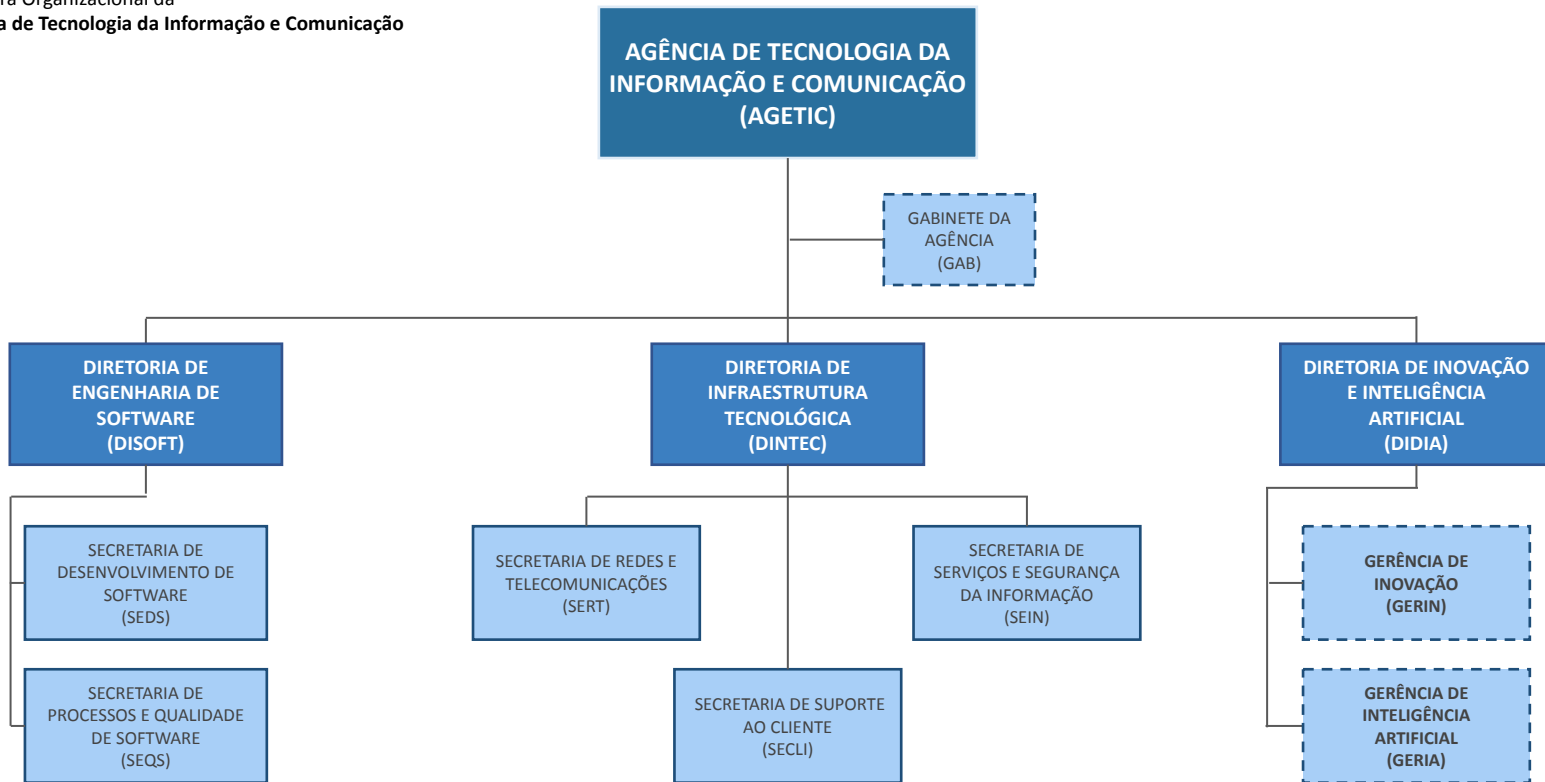 de Tecnologia da Informação e Comunicação
AGÊNCIA DE TECNOLOGIA DA
INFORMAÇÃO E COMUNICAÇÃO
(AGETIC)
GABINETE DA
AGÊNCIA
(GAB)
DIRETORIA DE
ENGENHARIA DE
SOFTWARE
(DISOFT)
DIRETORIA DE
INFRAESTRUTURA
TECNOLÓGICA
(DINTEC)
DIRETORIA DE INOVAÇÃO
E INTELIGÊNCIA
ARTIFICIAL
(DIDIA)
SECRETARIA DE
DESENVOLVIMENTO DE
SOFTWARE
(SEDS)
SECRETARIA DE
PROCESSOS E QUALIDADE
DE SOFTWARE
(SEQS)
SECRETARIA DE REDES E
TELECOMUNICAÇÕES
(SERT)
SECRETARIA DE SUPORTE
AO CLIENTE
(SECLI)
SECRETARIA DE
SERVIÇOS E SEGURANÇA
DA INFORMAÇÃO
(SEIN)
GERÊNCIA DE
INOVAÇÃO
(GERIN)
GERÊNCIA DE
INTELIGÊNCIA
ARTIFICIAL
(GERIA)